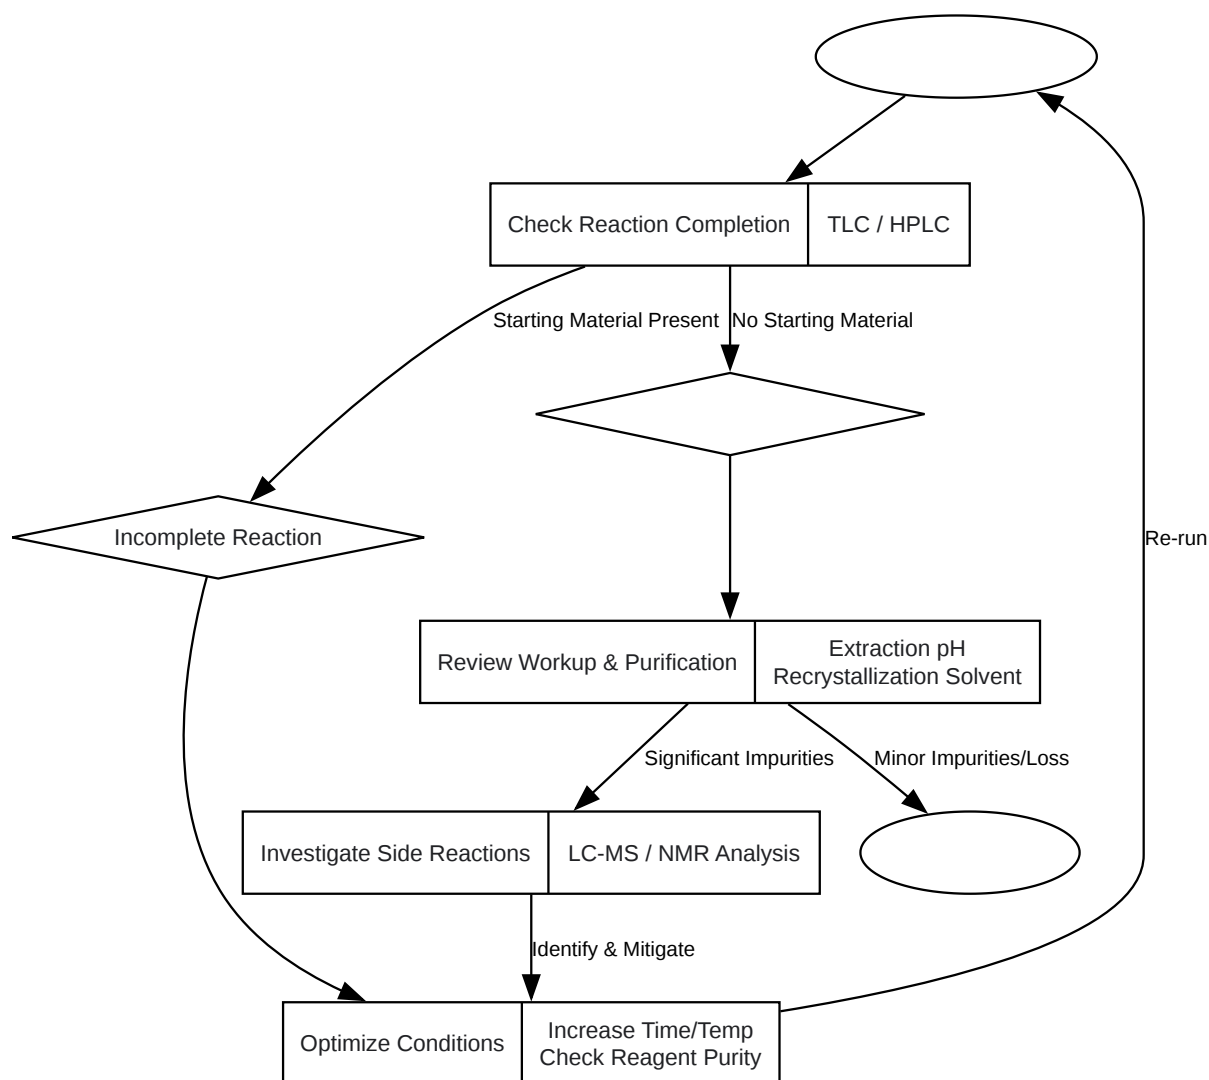 Check Reaction Completion
TLC / HPLC
Starting Material Present
No Starting Material
Incomplete Reaction
Re-run
Review Workup & Purification
Extraction pH
Recrystallization Solvent
Significant Impurities
Minor Impurities/Loss
Investigate Side Reactions
LC-MS / NMR Analysis
Identify & Mitigate
Optimize Conditions
Increase Time/Temp
Check Reagent Purity